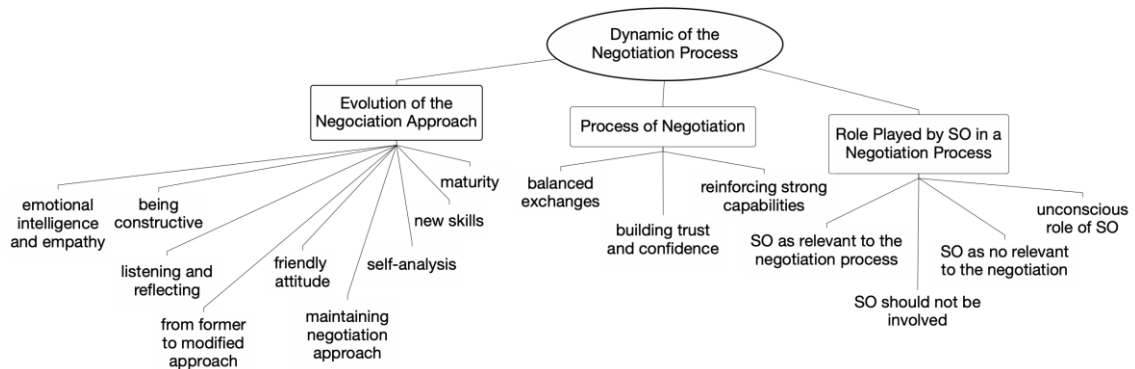 Dynamic of the
Negotiation Process
Evolution of the
Negociation Approach
Process of Negotiation
Role Played by SO in a
Negotiation Process
emotional
intelligence
and empathy
being
constructive
listening and
reflecting
from former
to modified
approach
friendly
attitude
maintaining
negotiation
approach
self-analysis
new skills
maturity
balanced
exchanges
building trust
and confidence
reinforcing strong
capabilities
SO as relevant to the
negotiation process
SO should not be
involved
SO as no relevant
to the negotiation
unconscious
role of SO